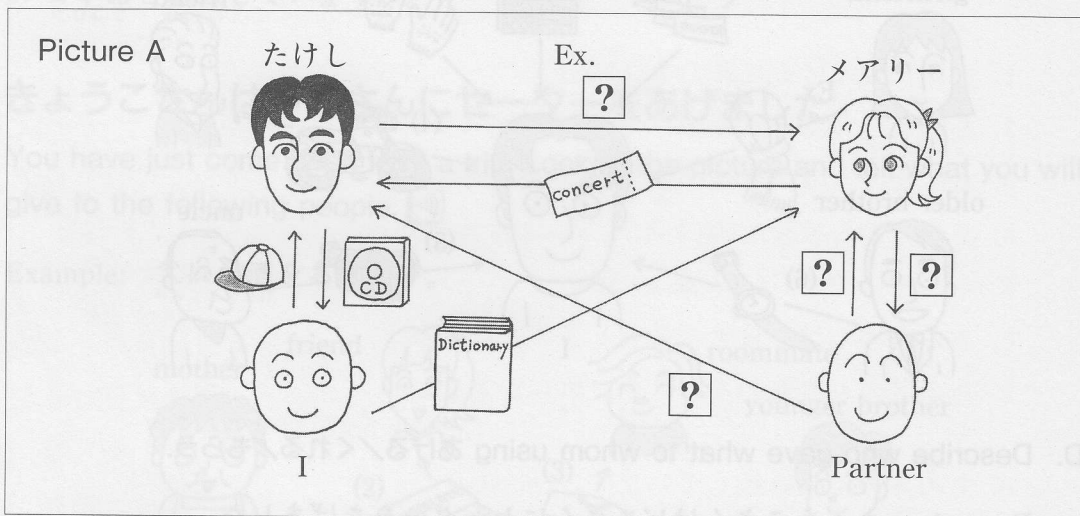 Picture A
たけし
Ex.
メアリー
?
concert
?
?
CD
Dictionary
?
I
Partner